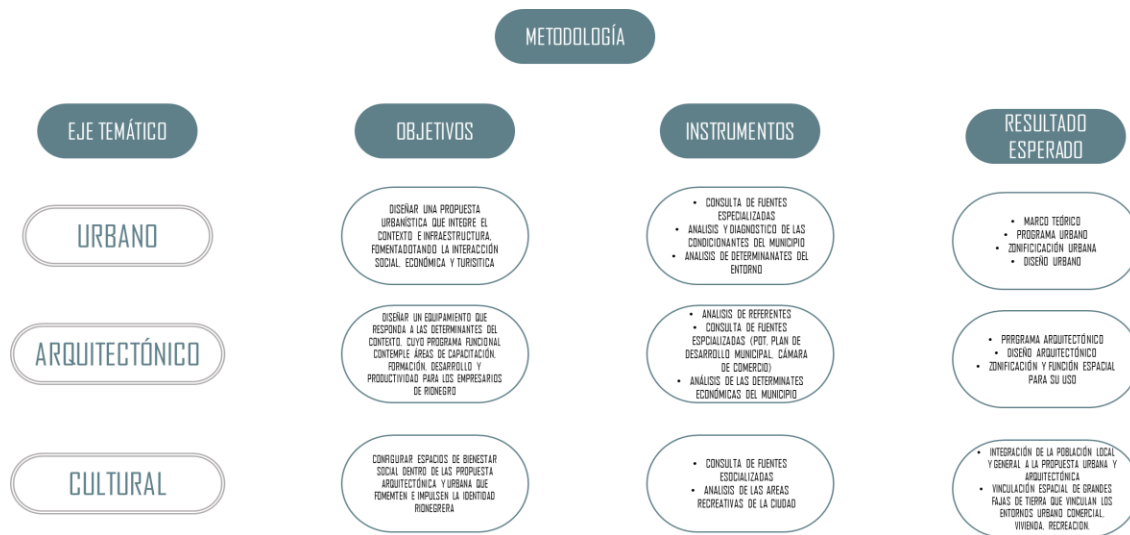 METODOLOGÍA
EJE TEMÁTICO
OBJETIVOS
INSTRUMENTOS
RESULTADO
ESPERADO
URBANO
DISEÑAR UNA PROPUESTA
URBANÍSTICA QUE INTEGRE EL
CONTEXTO E INFRAESTRUCTURA,
FOMENTADOTANDO LA INTERACCIÓN
SOCIAL, ECONÓMICA Y TURISITICA
• CONSULTA DE FUENTES
ESPECIALIZADAS
• ANALISIS Y DIAGNOSTICO DE LAS
CONDICIONANTES DEL MUNICIPIO
• ANALISIS DE DETERMINANATES DEL
ENTORNO
• MARCO TEÓRICO
• PROGRAMA URBANO
• ZONIFICICACIÓN URBANA
• DISEÑO URBANO
ARQUITECTÓNICO
DISEÑAR UN EQUIPAMIENTO QUE
RESPONDA A LAS DETERMINANTES DEL
CONTEXTO, CUYO PROGRAMA FUNCIONAL
CONTEMPLE ÁREAS DE CAPACITACIÓN,
FORMACIÓN, DESARROLLO Y
PRODUCTIVIDAD PARA LOS EMPRESARIOS
DE RIONEGRO
• ANALISIS DE REFERENTES
• CONSULTA DE FUENTES
ESPCIALIZADAS (POT, PLAN DE
DESARROLLO MUNICIPAL, CÁMARA
DE COMERCIO)
• ANÁLISIS DE LAS DETERMINATES
ECONÓMICAS DEL MUNICIPIO
• PRRGRAMA ARQUITECTÓNICO
• DISEÑO ARQUITECTÓNICO
• ZONIFICACIÓN Y FUNCIÓN ESPACIAL
PARA SU USO
CULTURAL
CONFIGURAR ESPACIOS DE BIENESTAR
SOCIAL DENTRO DE LAS PROPUESTA
ARQUITECTÓNICA Y URBANA QUE
FOMEMTEN E IMPULSEN LA IDENTIDAD
RIONEGRERA
• CONSULTA DE FUENTES
ESOCIALIZADAS
• ANALISIS DE LAS AREAS
RECREATIVAS DE LA CIUDAD
• INTEGRACIÓN DE LA POBLACIÓN LOCAL
Y GENERAL A LA PROPUESTA URBANA Y
ARQUITECTÓNICA
• VINCULACIÓN ESPACIAL DE GRANDES
FAJAS DE TIERRA QUE VINCULAN LOS
ENTORNOS URBANO COMERCIAL,
VIVIENDA, RECREACION.